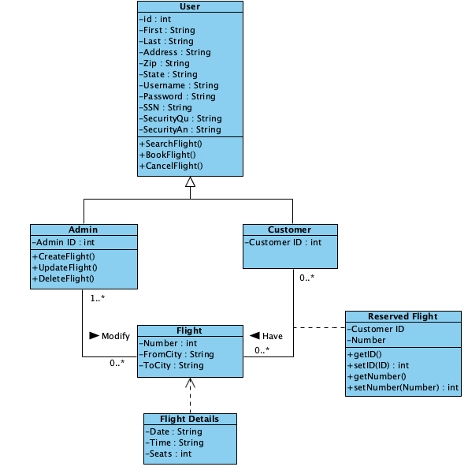 User
-id : int
-First : String
-Last : String
-Address : String
-Zip : String
-State : String
-Username : String
-Password : String
-SSN : String
-SecurityQu : String
-SecurityAn : String
+SearchFlight()
+BookFlight()
+CancelFlight()
Admin
-Admin ID : int
+CreateFlight()
+UpdateFlight()
+DeleteFlight()
Customer
-Customer ID : int
1..*
0..*
Modify
0..*
Flight
-Number : int
-FromCity : String
-ToCity : String
Have
0..*
Reserved Flight
-Customer ID
-Number
+getID()
+setID(ID) : int
+getNumber()
+setNumber(Number) : int
Flight Details
-Date : String
-Time : String
-Seats : int